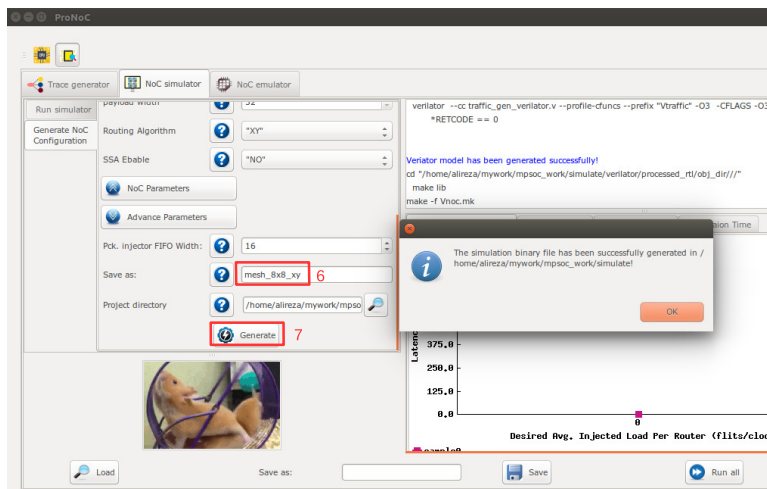 ProNoC
Trace generator
NoC simulator
NoC emulator
Run simulator
Generate NoC
Configuration
payload width
32
Routing Algorithm
"XY"
SSA Ebable
"NO"
NoC Parameters
Advance Parameters
Pck. injector FIFO Width:
16
Save as:
mesh_8x8_xy
6
Project directory
/home/alireza/mywork/mpso
Generate
7
verilator --cc traffic_gen_verilator.v --profile-cfuncs --prefix "Vtraffic" -O3 -CFLAGS -O3
*RETCODE == 0
Veriator model has been generated successfully!
cd "/home/alireza/mywork/mpsoc_work/simulate/verilator/processed_rtl/obj_dir///"
make lib
make -f Vnoc.mk
The simulation binary file has been successfully generated in /
home/alireza/mywork/mpsoc_work/simulate!
OK
375.0
250.0
125.0
0.0
0
Desired Avg. Injected Load Per Router (flits/cloc
sample0
Load
Save as:
Save
Run all